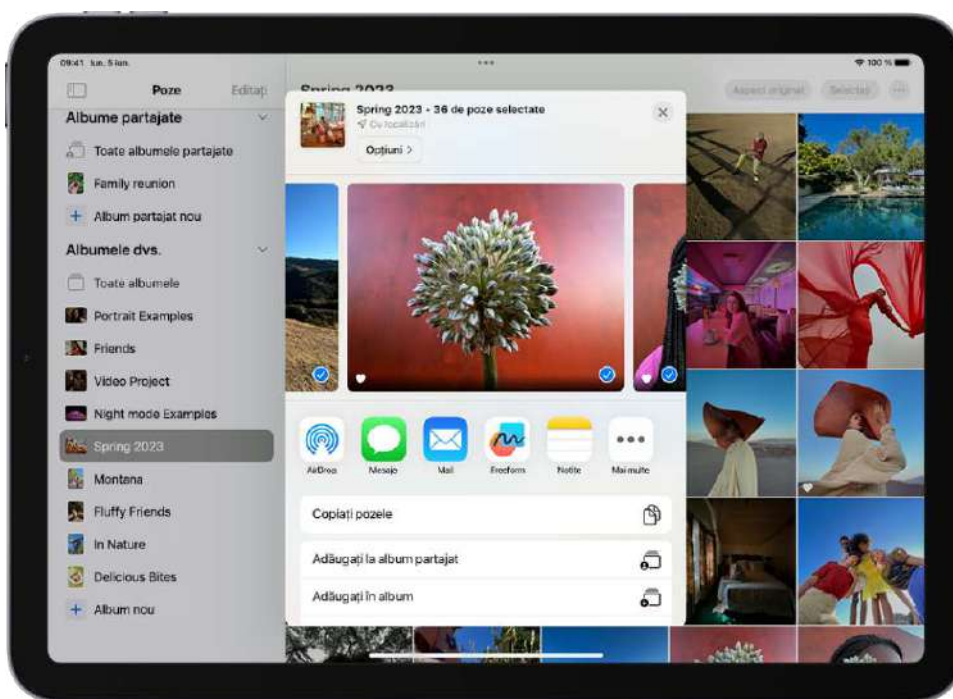 09:41 lun. 5 iun.
100 %
Poze
Editați
Albume partajate
Toate albumele partajate
Family reunion
Album partajat nou
Albumele dvs.
Toate albumele
Portrait Examples
Friends
Video Project
Night mode Examples
Spring 2023
Montana
Fluffy Friends
In Nature
Delicious Bites
Album nou
Spring 2023
Aspect original
Selectați
Spring 2023 - 36 de poze selectate
Cu localizări
Opțiuni >
AirDrop
Mesaje
Mail
Freeform
Notițe
Mai multe
Copiați pozele
Adăugați la album partajat
Adăugați în album